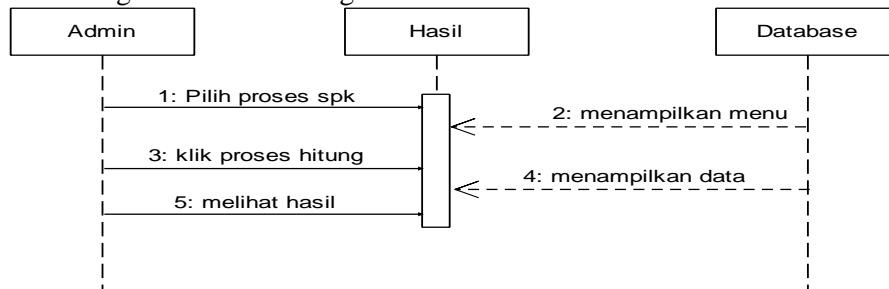 Admin
Hasil
Database
1: Pilih proses spk
2: menampilkan menu
3: klik proses hitung
4: menampilkan data
5: melihat hasil